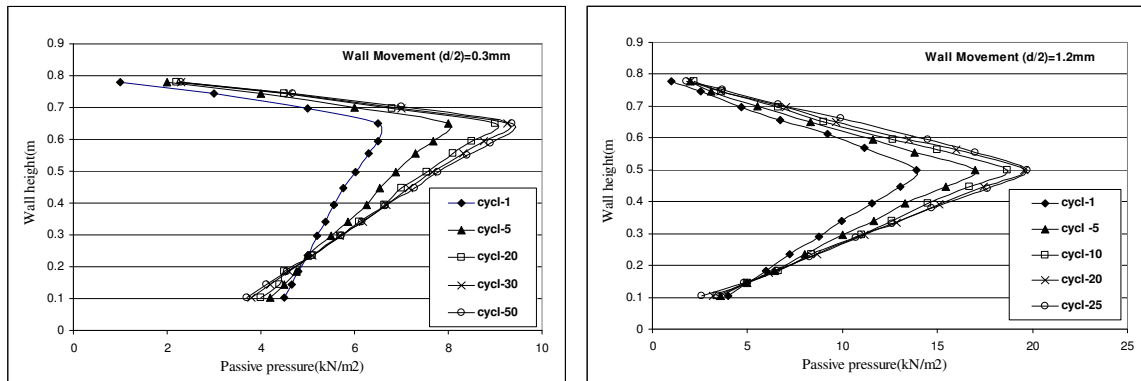 Wall Movement (d/2)=0.3mm
0.9
0.8
0.7
0.6
0.5
0.4
0.3
0.2
0.1
0
0 2 4 6 8 10
Wall height(m
Passive pressure(kN/m2)
cycl-1
cycl-5
cycl-20
cycl-30
cycl-50
Wall Movement (d/2)=1.2mm
0.9
0.8
0.7
0.6
0.5
0.4
0.3
0.2
0.1
0
0 5 10 15 20 25
Wall height(m
Passive pressure(kN/m2)
cycl-1
cycl -5
cycl-10
cycl-20
cycl-25